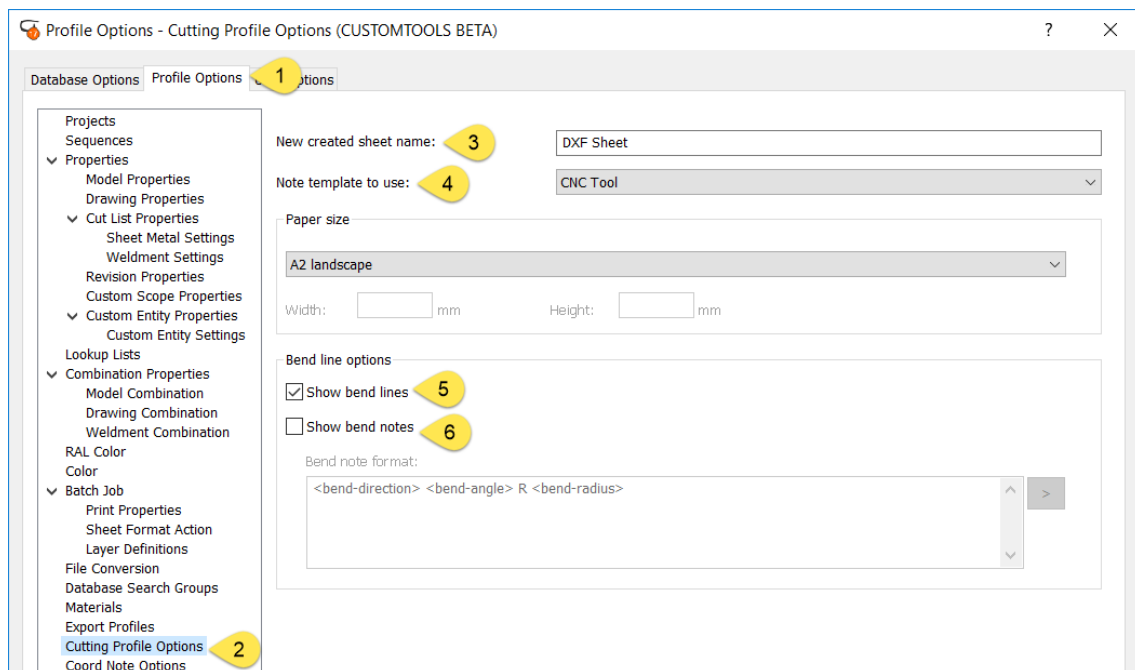 Profile Options - Cutting Profile Options (CUSTOMTOOLS BETA)
?
Database Options
Profile Options
1
ptions
Projects
Sequences
Properties
Model Properties
Drawing Properties
Cut List Properties
Sheet Metal Settings
Weldment Settings
Revision Properties
Custom Scope Properties
Custom Entity Properties
Custom Entity Settings
Lookup Lists
Combination Properties
Model Combination
Drawing Combination
Weldment Combination
RAL Color
Color
Batch Job
Print Properties
Sheet Format Action
Layer Definitions
File Conversion
Database Search Groups
Materials
Export Profiles
Cutting Profile Options
2
Coord Note Options
New created sheet name:
3
DXF Sheet
Note template to use:
4
CNC Tool
Paper size
A2 landscape
Width:
mm
Height:
mm
Bend line options
Show bend lines
5
Show bend notes
6
Bend note format:
<bend-direction> <bend-angle> R <bend-radius>
>